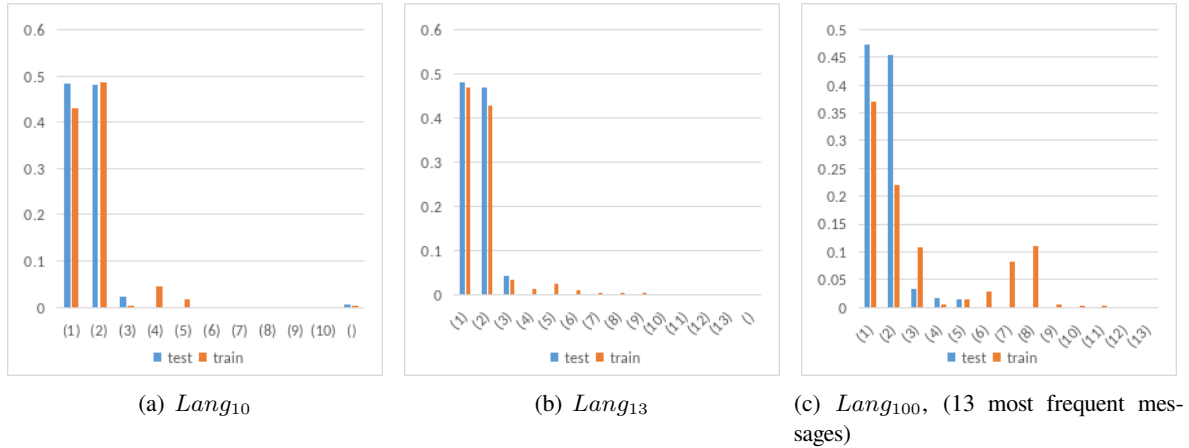 0.6
0.5
0.4
0.3
0.2
0.1
0
(1) (2) (3) (4) (5) (6) (7) (8) (9) (10) ()
test train
(a) Lang10
0.6
0.5
0.4
0.3
0.2
0.1
0
(1) (2) (3) (4) (5) (6) (7) (8) (9) (10) (11) (12) (13) ()
test train
(b) Lang13
0.5
0.45
0.4
0.35
0.3
0.25
0.2
0.15
0.1
0.05
0
(1) (2) (3) (4) (5) (6) (7) (8) (9) (10) (11) (12) (13)
test train
(c) Lang100, (13 most frequent mes-
sages)